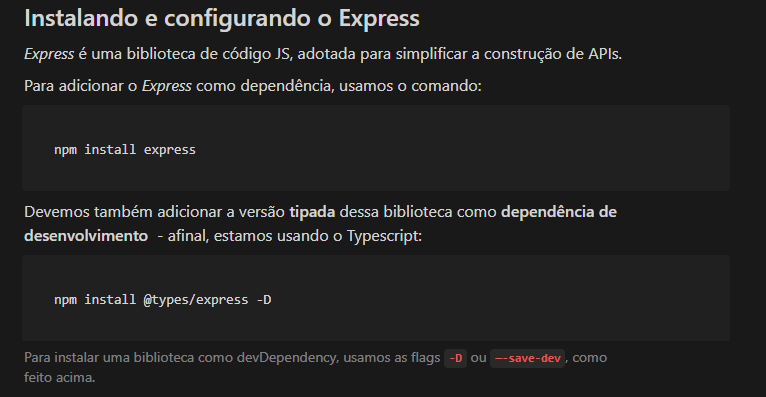 Instalando e configurando o Express
Express é uma biblioteca de código JS, adotada para simplificar a construção de APIs.
Para adicionar o Express como dependência, usamos o comando:
npm install express
Devemos também adicionar a versão tipada dessa biblioteca como dependência de
desenvolvimento - afinal, estamos usando o Typescript:
npm install @types/express -D
Para instalar uma biblioteca como devDependency, usamos as flags -D ou —-save-dev, como
feito acima.